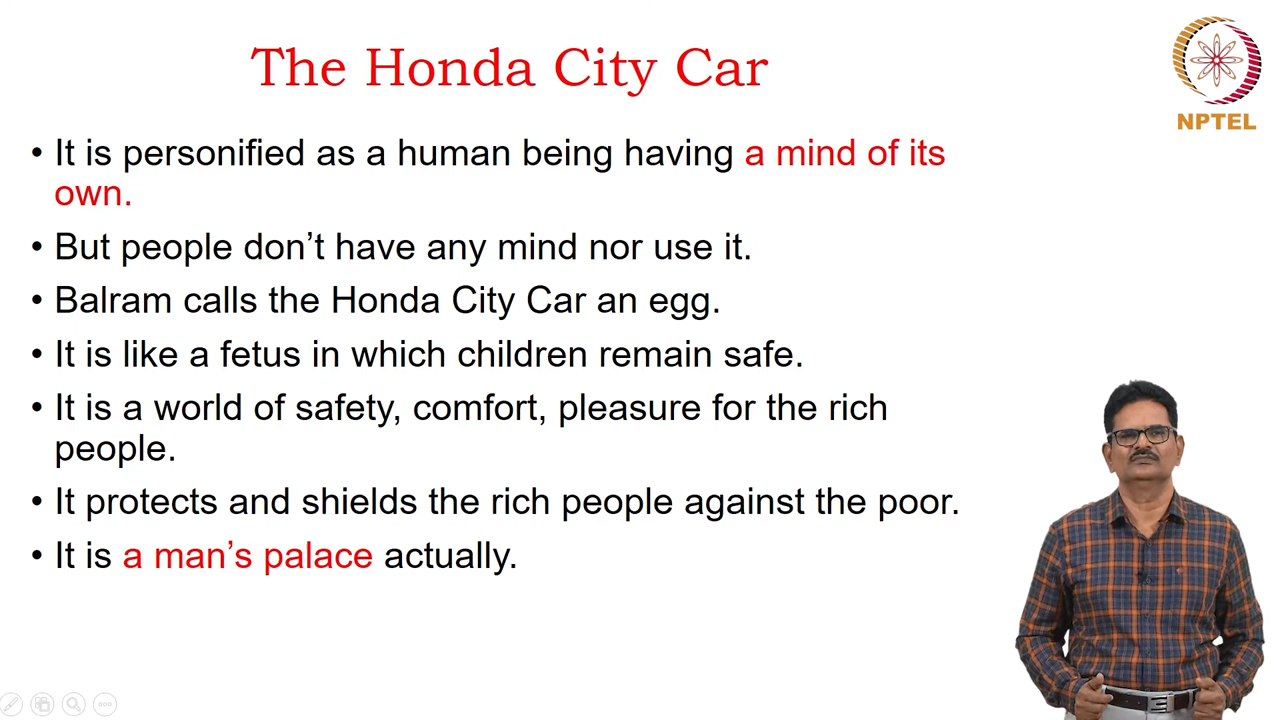 The Honda City Car
NPTEL
• It is personified as a human being having a mind of its
own.
• But people don’t have any mind nor use it.
• Balram calls the Honda City Car an egg.
• It is like a fetus in which children remain safe.
• It is a world of safety, comfort, pleasure for the rich
people.
• It protects and shields the rich people against the poor.
• It is a man’s palace actually.